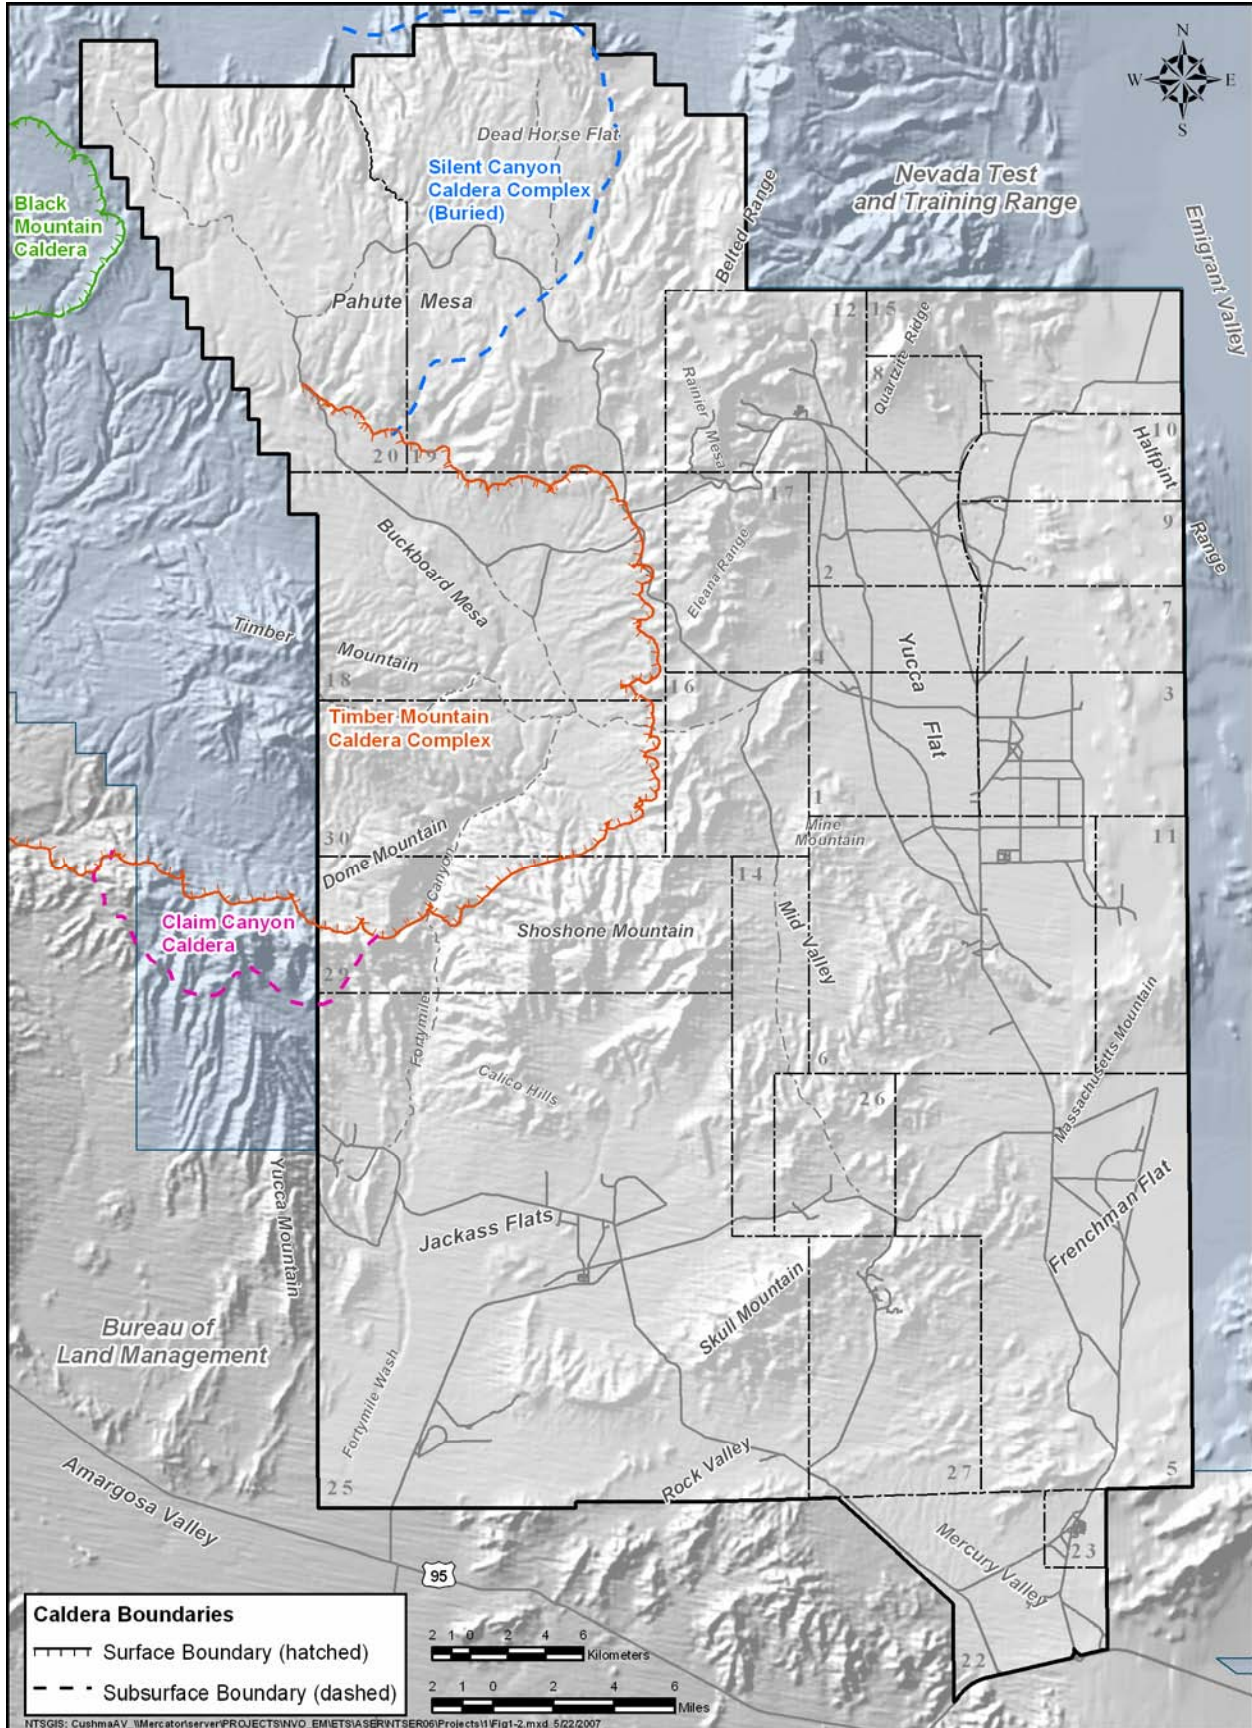 N
W E
S
Dead Horse Flat
Silent Canyon
Caldera Complex
(Buried)
Nevada Test
and Training Range
Black
Mountain
Caldera
Belted Range
Emigrant Valley
Pahute Mesa
12
15
Quartzite Ridge
8
Rainier Mesa
10
Halfpint
Range
20
19
17
9
Buckboard Mesa
Eleana Range
2
7
Timber
Mountain
Yucca
Flat
4
18
16
3
Timber Mountain
Caldera Complex
1
Mine
Mountain
11
30
Dome Mountain
14
Mid Valley
Claim Canyon
Caldera
Shoshone Mountain
29
Fortymile
Canyon
Massachusetts Mountain
6
Calico Hills
26
Yucca Mountain
Jackass Flats
Frenchman Flat
Skull Mountain
Bureau of
Land Management
Fortymile Wash
25
Rock Valley
27
5
Amargosa Valley
Mercury Valley
23
95
22
Caldera Boundaries
Surface Boundary (hatched)
Subsurface Boundary (dashed)
2 1 0 2 4 6
Kilometers
2 1 0 2 4 6
Miles